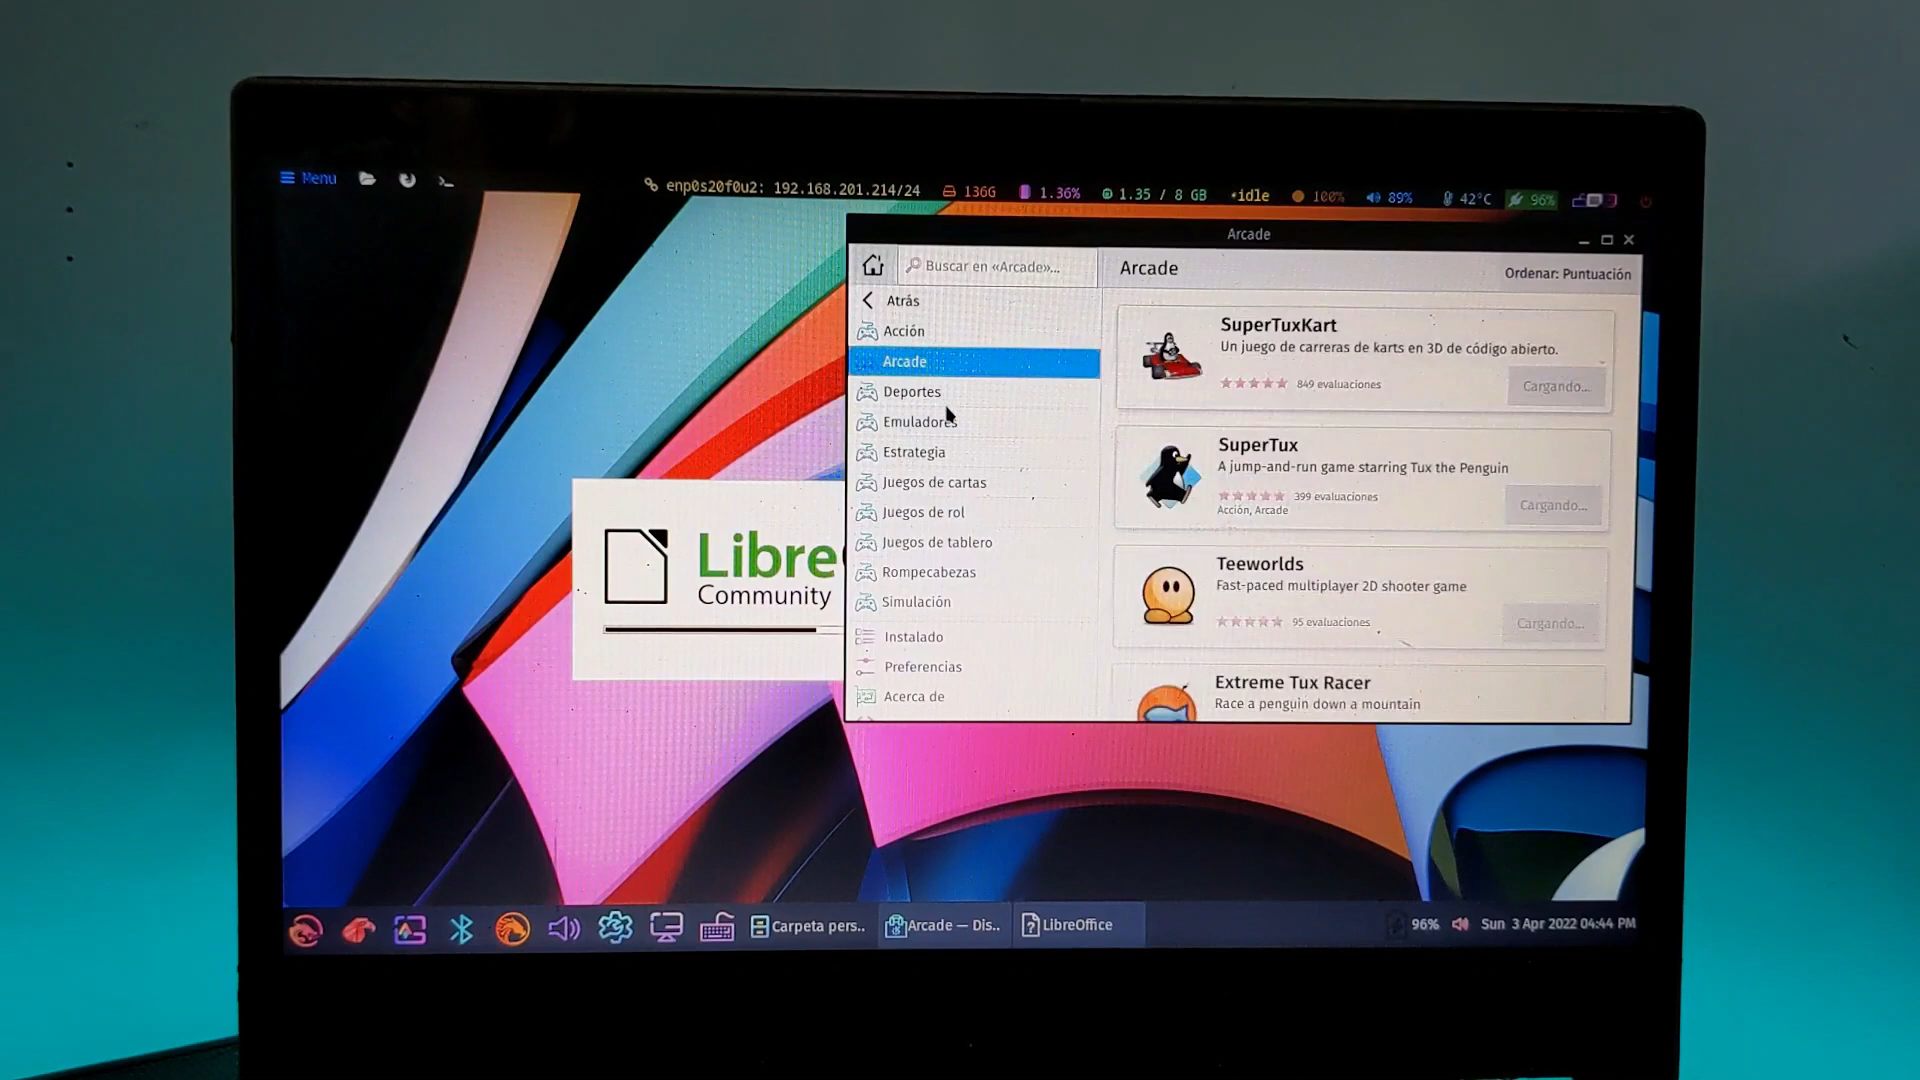 Menu
enp0s20f0u2: 192.168.201.214/24 136G 1.36% 1.35 / 8 GB idle 100% 89% 42°C 96%
Arcade
Buscar en «Arcade»...
Arcade
Ordenar: Puntuación
Atrás
Acción
Arcade
Deportes
Emuladores
Estrategia
Juegos de cartas
Juegos de rol
Juegos de tablero
Rompecabezas
Simulación
Instalado
Preferencias
Acerca de
SuperTuxKart
Un juego de carreras de karts en 3D de código abierto.
849 evaluaciones
Cargando...
SuperTux
A jump-and-run game starring Tux the Penguin
399 evaluaciones
Acción, Arcade
Cargando...
Teeworlds
Fast-paced multiplayer 2D shooter game
95 evaluaciones
Cargando...
Extreme Tux Racer
Race a penguin down a mountain
Libre
Community
Carpeta pers..
Arcade — Dis..
LibreOffice
96%
Sun 3 Apr 2022 04:44 PM